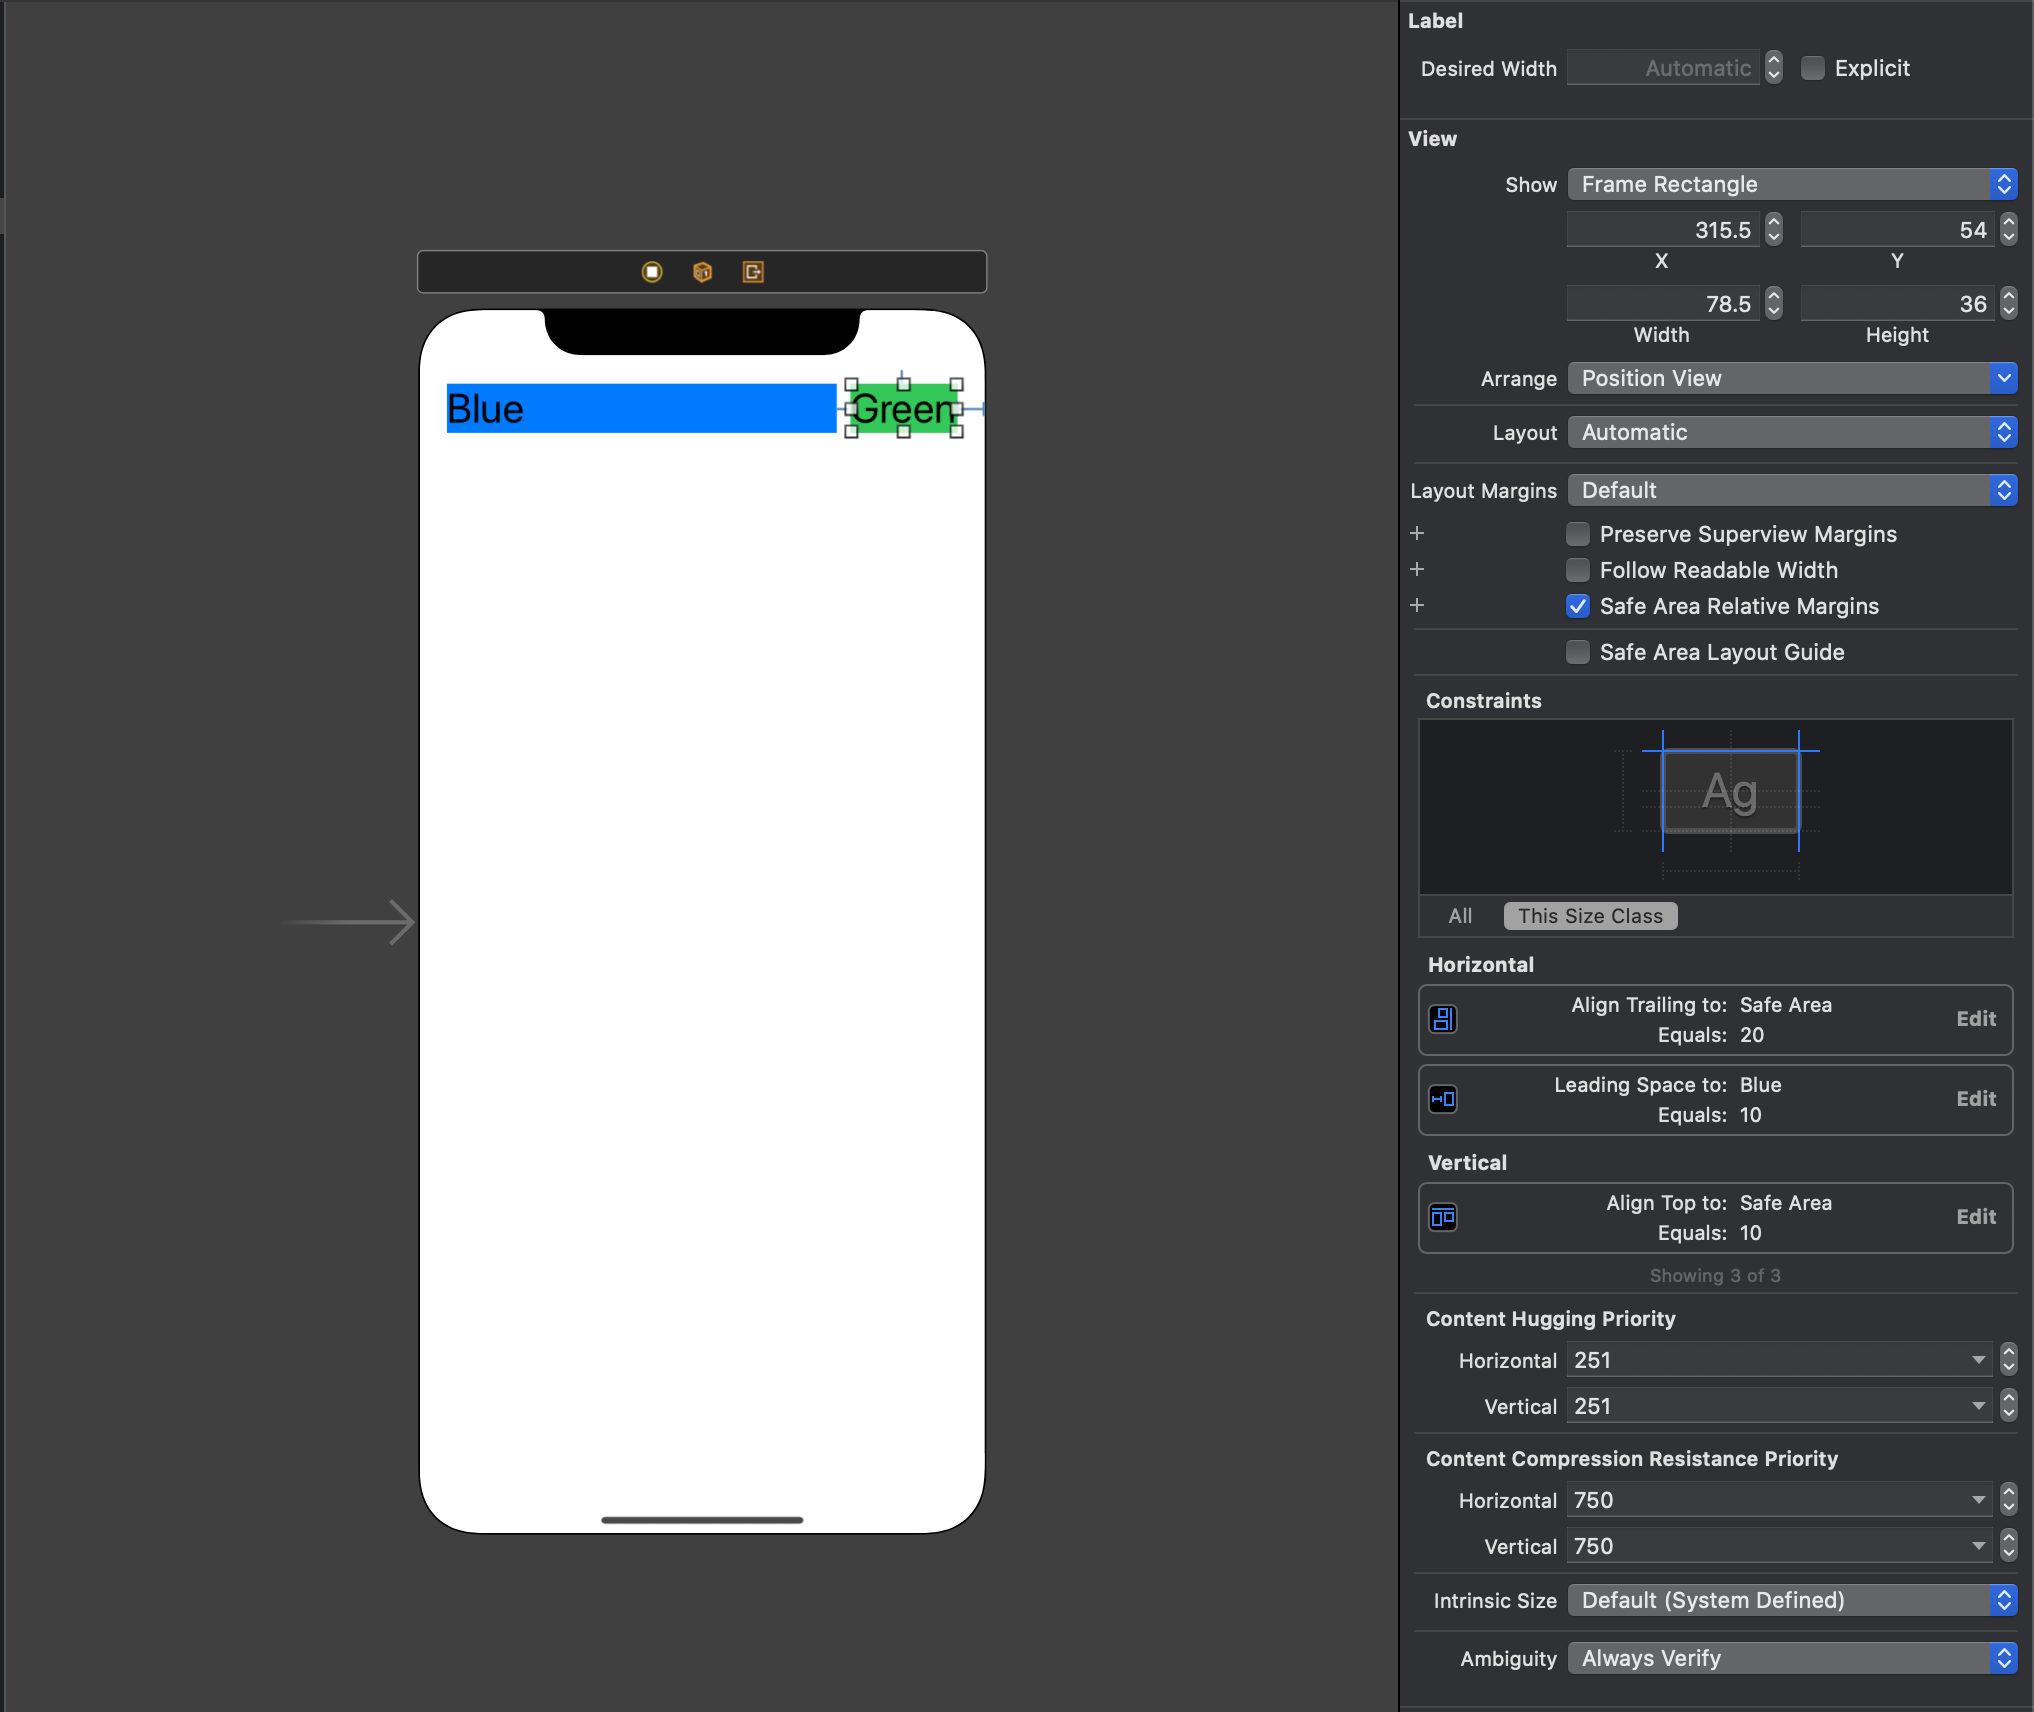 Blue
Green
Label
Desired Width Automatic Explicit
View
Show Frame Rectangle
315.5 54
X Y
78.5 36
Width Height
Arrange Position View
Layout Automatic
Layout Margins Default
Preserve Superview Margins
Follow Readable Width
Safe Area Relative Margins
Safe Area Layout Guide
Constraints
Ag
All This Size Class
Horizontal
Align Trailing to: Safe Area
Equals: 20
Edit
Leading Space to: Blue
Equals: 10
Edit
Vertical
Align Top to: Safe Area
Equals: 10
Edit
Showing 3 of 3
Content Hugging Priority
Horizontal 251
Vertical 251
Content Compression Resistance Priority
Horizontal 750
Vertical 750
Intrinsic Size Default (System Defined)
Ambiguity Always Verify